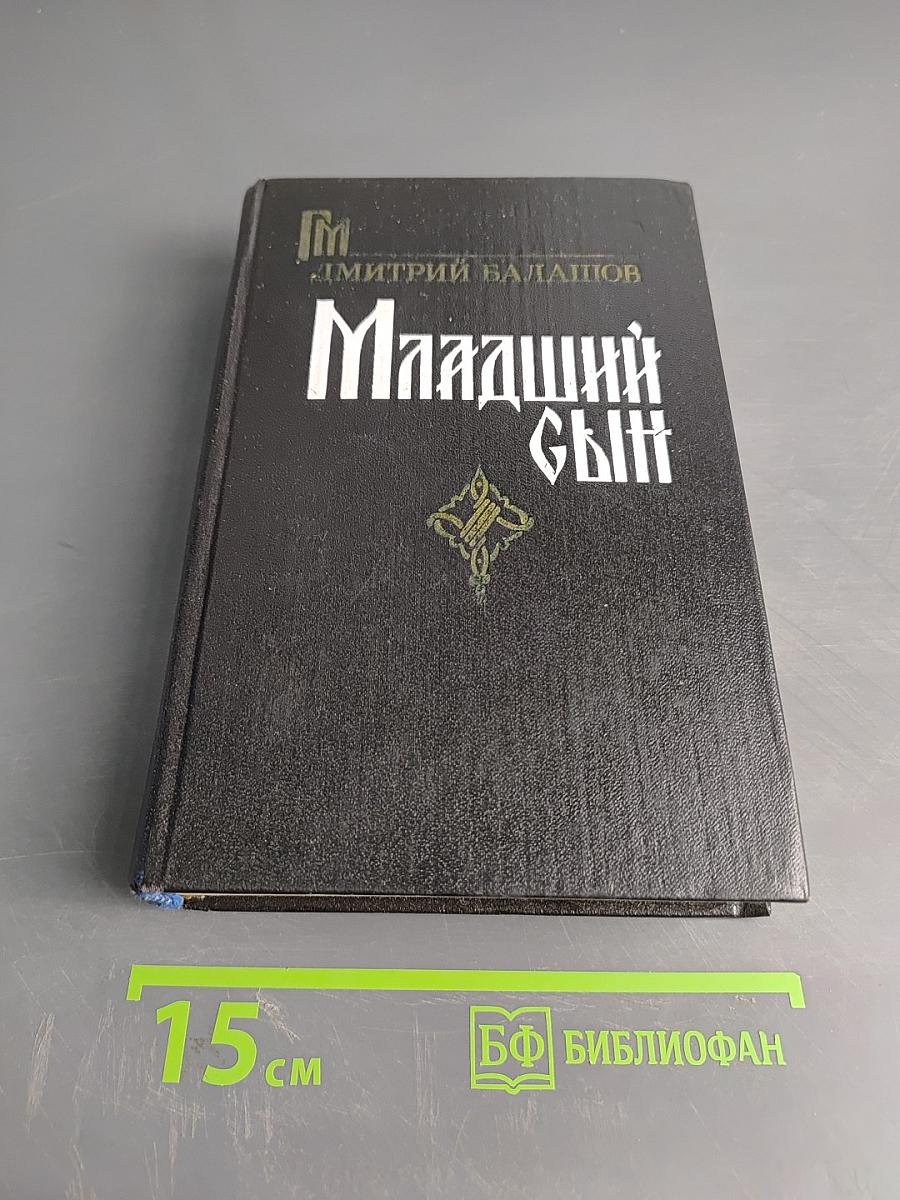 ГМ
ДМИТРИЙ БАЛАШОВ
Младший
сын
15 см
БФ БИБЛИОФАН